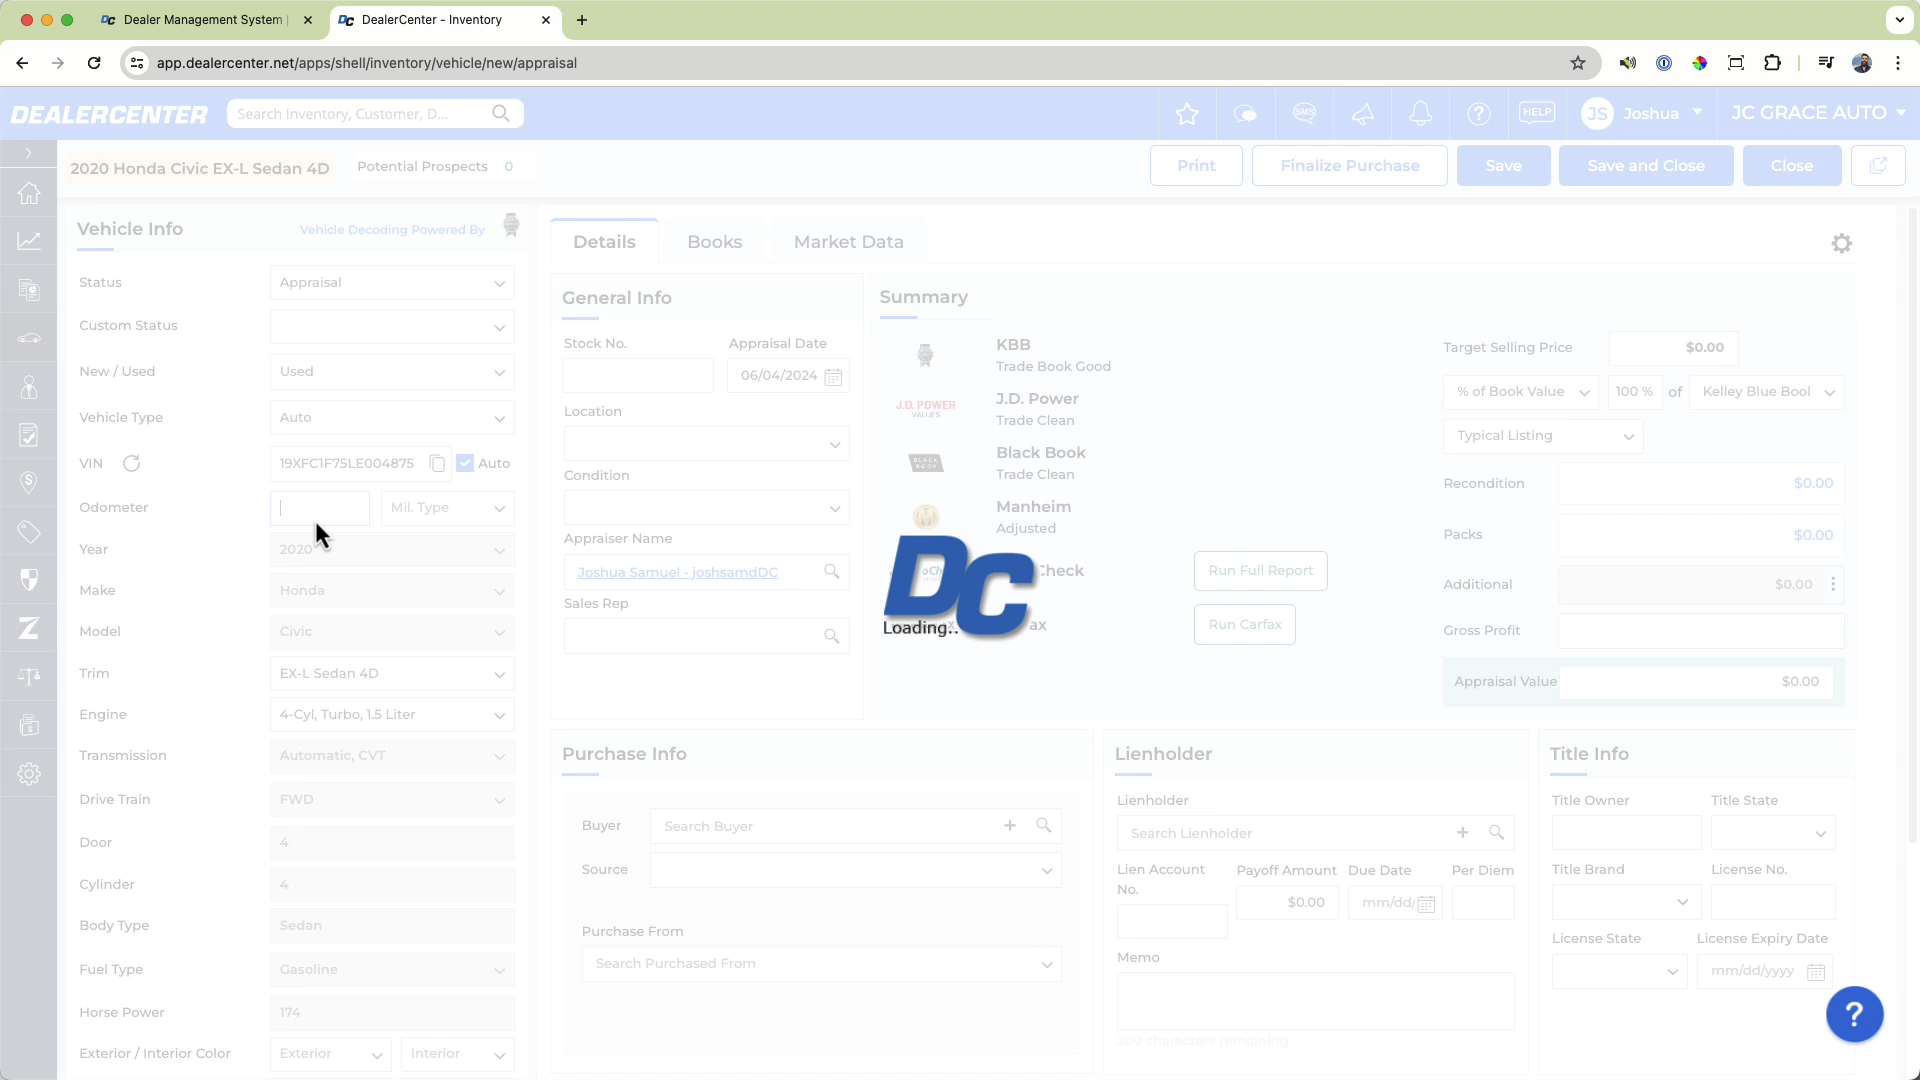 DC Dealer Management System
DC DealerCenter - Inventory
app.dealercenter.net/apps/shell/inventory/vehicle/new/appraisal
DEALERCENTER
Search Inventory, Customer, D...
SMS
HELP
JS
Joshua
JC GRACE AUTO
2020 Honda Civic EX-L Sedan 4D
Potential Prospects 0
Print
Finalize Purchase
Save
Save and Close
Close
Vehicle Info
Vehicle Decoding Powered By
Status
Appraisal
Custom Status
New / Used
Used
Vehicle Type
Auto
VIN
19XFC1F75LE004875
Auto
Odometer
Mil. Type
Year
2020
Make
Honda
Model
Civic
Trim
EX-L Sedan 4D
Engine
4-Cyl, Turbo, 1.5 Liter
Transmission
Automatic, CVT
Drive Train
FWD
Door
4
Cylinder
4
Body Type
Sedan
Fuel Type
Gasoline
Horse Power
174
Exterior / Interior Color
Exterior
Interior
Details
Books
Market Data
General Info
Stock No.
Appraisal Date
06/04/2024
Location
Condition
Appraiser Name
Joshua Samuel - joshsamdDC
Sales Rep
Summary
KBB
Trade Book Good
J.D. POWER
VALUES
J.D. Power
Trade Clean
BLACK
BOOK
Black Book
Trade Clean
Manheim
Adjusted
Check
Run Full Report
ax
Run Carfax
DC
Loading..
Target Selling Price
$0.00
% of Book Value
100 %
of
Kelley Blue Bool
Typical Listing
Recondition
$0.00
Packs
$0.00
Additional
$0.00
Gross Profit
Appraisal Value
$0.00
Purchase Info
Buyer
Search Buyer
Source
Purchase From
Search Purchased From
Lienholder
Lienholder
Search Lienholder
Lien Account
No.
Payoff Amount
$0.00
Due Date
mm/dd/
Per Diem
Memo
200 characters remaining
Title Info
Title Owner
Title State
Title Brand
License No.
License State
License Expiry Date
mm/dd/yyyy
?